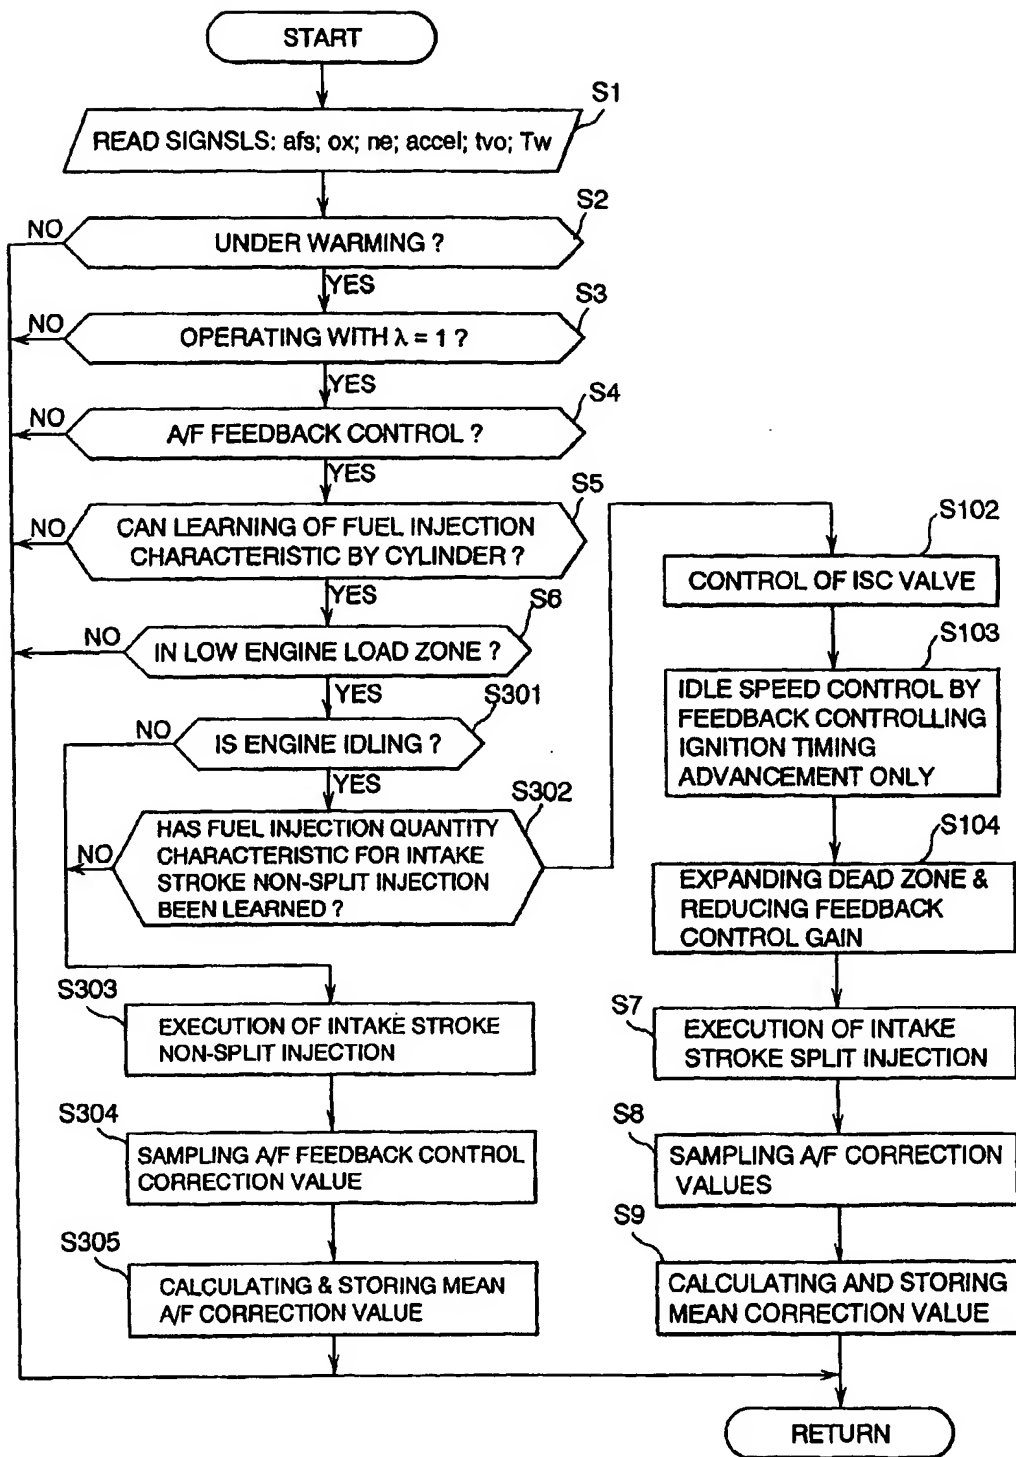 START
S1
READ SIGNSLS: afs; ox; ne; accel; tvo; Tw
S2
NO
UNDER WARMING ?
YES
S3
NO
OPERATING WITH λ = 1 ?
YES
S4
NO
A/F FEEDBACK CONTROL ?
YES
S5
NO
CAN LEARNING OF FUEL INJECTION
CHARACTERISTIC BY CYLINDER ?
YES
S6
NO
IN LOW ENGINE LOAD ZONE ?
YES
S301
NO
IS ENGINE IDLING ?
YES
S302
NO
HAS FUEL INJECTION QUANTITY
CHARACTERISTIC FOR INTAKE
STROKE NON-SPLIT INJECTION
BEEN LEARNED ?
S303
EXECUTION OF INTAKE STROKE
NON-SPLIT INJECTION
S304
SAMPLING A/F FEEDBACK CONTROL
CORRECTION VALUE
S305
CALCULATING & STORING MEAN
A/F CORRECTION VALUE
S102
CONTROL OF ISC VALVE
S103
IDLE SPEED CONTROL BY
FEEDBACK CONTROLLING
IGNITION TIMING
ADVANCEMENT ONLY
S104
EXPANDING DEAD ZONE &
REDUCING FEEDBACK
CONTROL GAIN
S7
EXECUTION OF INTAKE
STROKE SPLIT INJECTION
S8
SAMPLING A/F CORRECTION
VALUES
S9
CALCULATING AND STORING
MEAN CORRECTION VALUE
RETURN